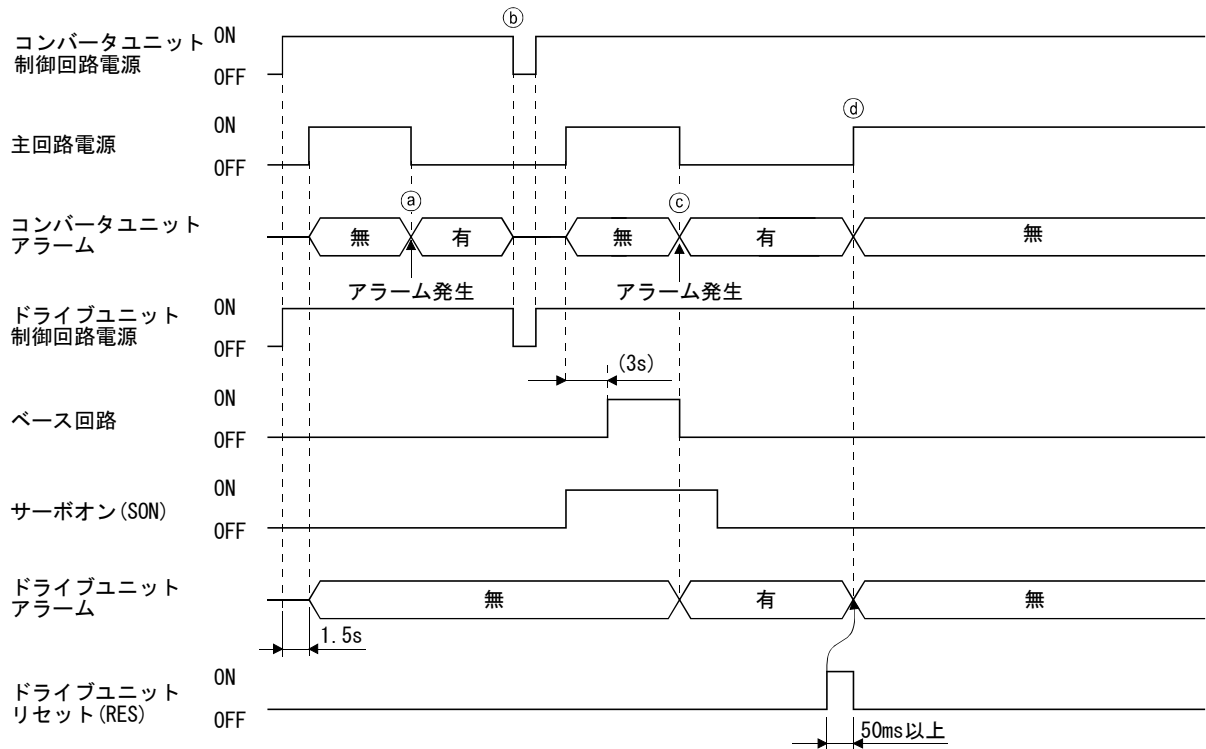 ⓑ
コンバータユニット
制御回路電源
ON
OFF
ⓓ
主回路電源
ON
OFF
ⓐ
ⓒ
コンバータユニット
アラーム
無
有
無
有
無
アラーム発生
アラーム発生
ドライブユニット
制御回路電源
ON
OFF
(3s)
ベース回路
ON
OFF
サーボオン(SON)
ON
OFF
ドライブユニット
アラーム
無
有
無
1.5s
ドライブユニット
リセット(RES)
ON
OFF
50ms以上